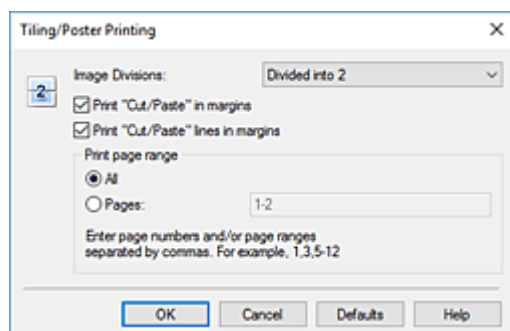 Tiling/Poster Printing
Image Divisions: Divided into 2
2
Print "Cut/Paste" in margins
Print "Cut/Paste" lines in margins
Print page range
All
Pages: 1-2
Enter page numbers and/or page ranges
separated by commas. For example, 1,3,5-12
OK Cancel Defaults Help